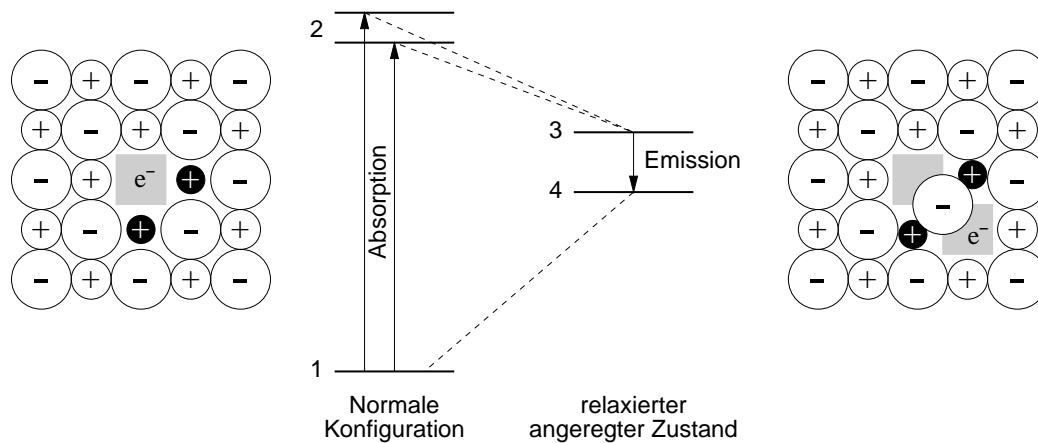 − + − + −
+ − + − +
− + e⁻ + −
+ − + − +
− + − + −
2
Absorption
1
Normale
Konfiguration
3
Emission
4
relaxierter
angeregter Zustand
− + − + −
+ − + − +
− + + −
−
+ − + e⁻ +
− + − + −